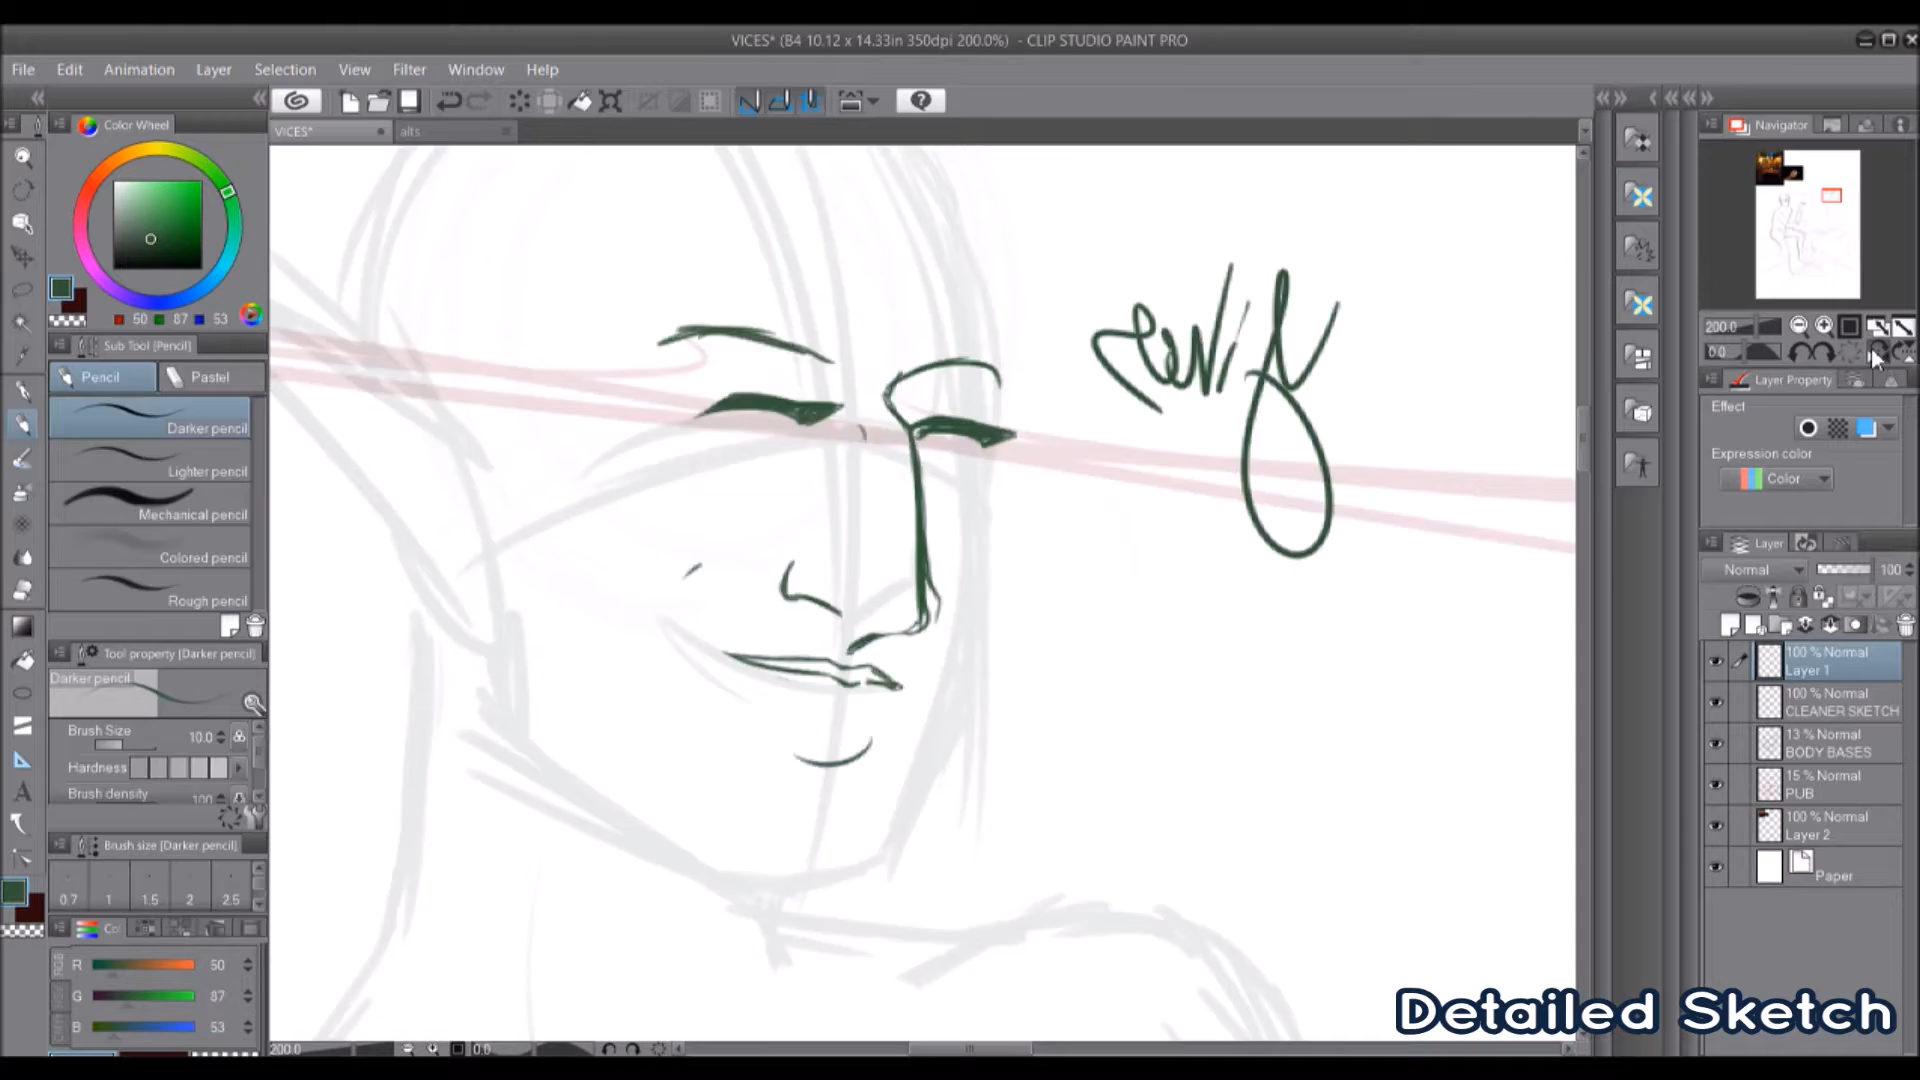 VICES* (B4 10.12 x 14.33in 350dpi 200.0%)  - CLIP STUDIO PAINT PRO
File Edit Animation Layer Selection View Filter Window Help
VICES* alts
Color Wheel
50 87 53
Sub Tool [Pencil]
Pencil Pastel
Darker pencil
Lighter pencil
Mechanical pencil
Colored pencil
Rough pencil
Tool property [Darker pencil]
Darker pencil
Brush Size 10.0
Hardness
Brush density 100
Brush size [Darker pencil]
0.7 1 1.5 2 2.5
R 50
G 87
B 53
200.0 0.0
Navigator
200.0
0.0
Layer Property
Effect
Expression color
Color
Layer
Normal 100
100 % Normal
Layer 1
100 % Normal
CLEANER SKETCH
13 % Normal
BODY BASES
15 % Normal
PUB
100 % Normal
Layer 2
Paper
Detailed Sketch